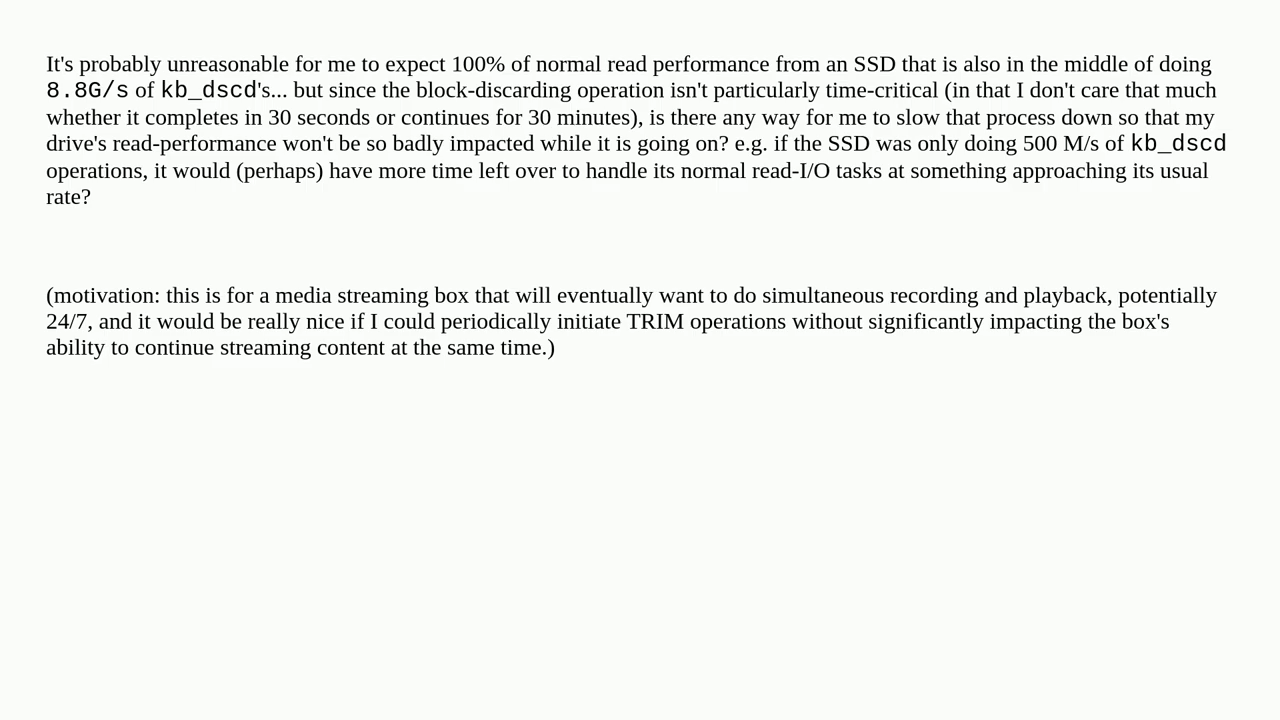 It's probably unreasonable for me to expect 100% of normal read performance from an SSD that is also in the middle of doing
8.8G/s of kb_dscd's... but since the block-discarding operation isn't particularly time-critical (in that I don't care that much
whether it completes in 30 seconds or continues for 30 minutes), is there any way for me to slow that process down so that my
drive's read-performance won't be so badly impacted while it is going on? e.g. if the SSD was only doing 500 M/s of kb_dscd
operations, it would (perhaps) have more time left over to handle its normal read-I/O tasks at something approaching its usual
rate?
(motivation: this is for a media streaming box that will eventually want to do simultaneous recording and playback, potentially
24/7, and it would be really nice if I could periodically initiate TRIM operations without significantly impacting the box's
ability to continue streaming content at the same time.)